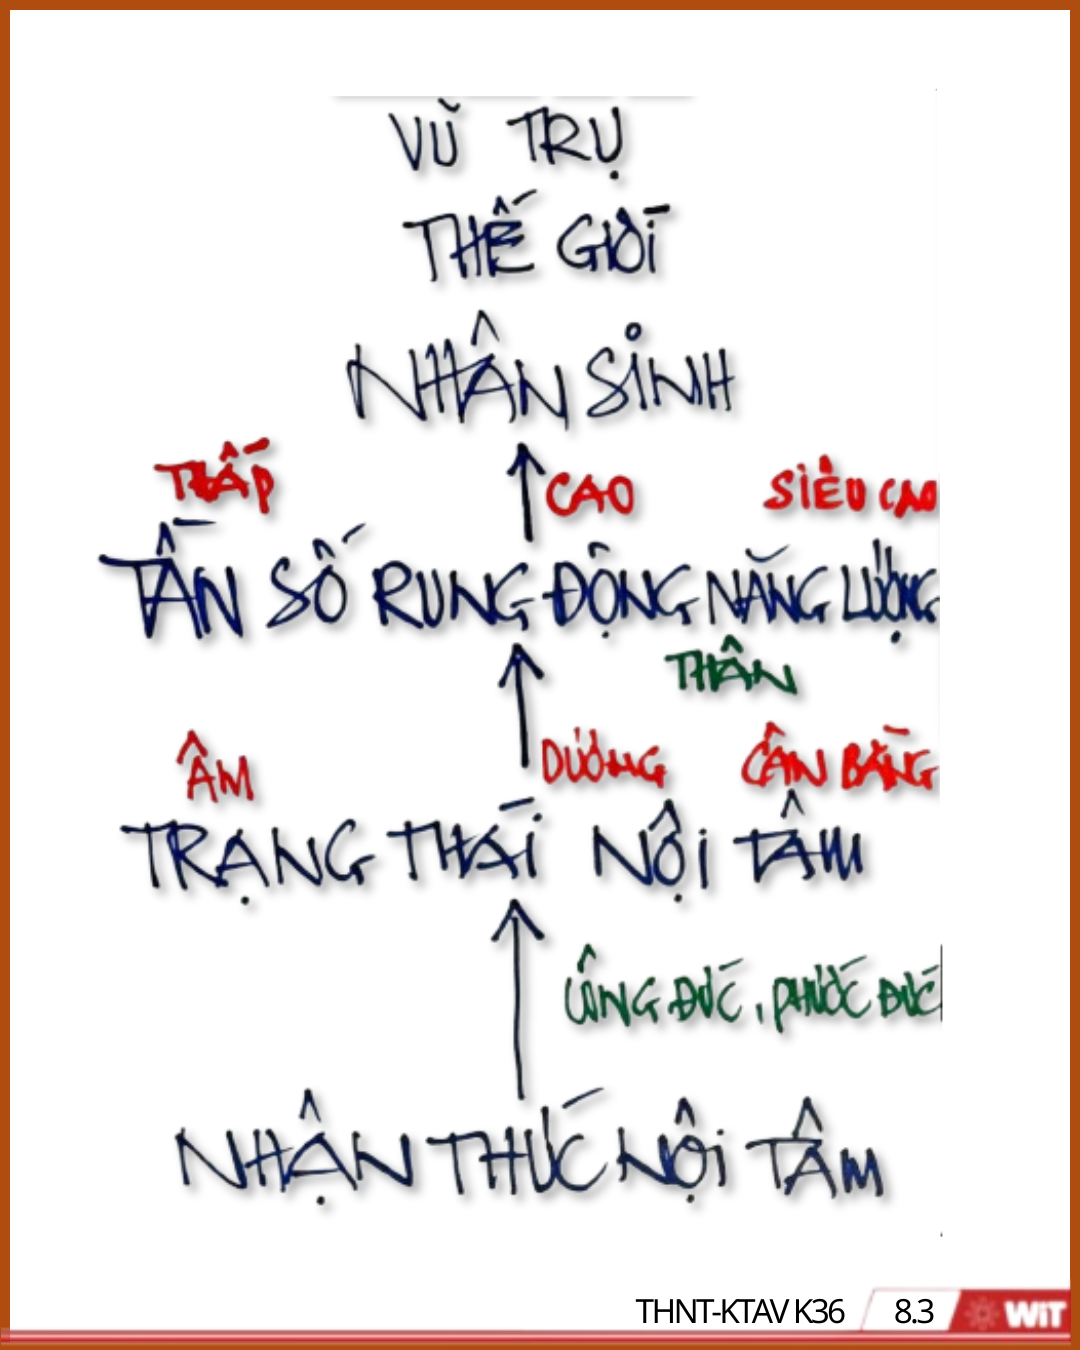 VŨ TRỤ
THẾ GIỚI
NHÂN SINH
THẤP CAO SIÊU CAO
TẦN SỐ RUNG ĐỘNG NĂNG LƯỢNG
THÂN
ÂM DƯƠNG CÂN BẰNG
TRẠNG THÁI NỘI TÂM
CÔNG ĐỨC, PHƯỚC ĐỨC
NHẬN THỨC NỘI TÂM
THNT-KTAV K36 8.3 WiT